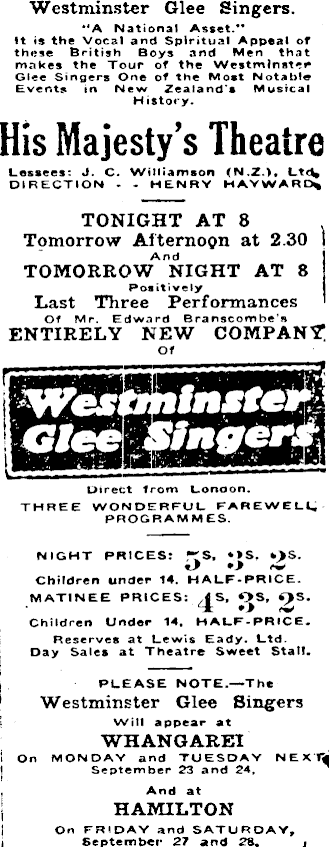 Westminster Glee Singers.
"A National Asset."
It is the Vocal and Spiritual Appeal of
these British Boys and Men that
makes the Tour of the Westminster
Glee Singers One of the Most Notable
Events in New Zealand's Musical
History.
His Majesty's Theatre
Lessees: J. C. Williamson (N.Z.), Ltd.
DIRECTION - - HENRY HAYWARD
TONIGHT AT 8
Tomorrow Afternoon at 2.30
And
TOMORROW NIGHT AT 8
Positively
Last Three Performances
Of Mr. Edward Branscombe's
ENTIRELY NEW COMPANY
Of
Westminster
Glee Singers
Direct from London.
THREE WONDERFUL FAREWELL
PROGRAMMES.
NIGHT PRICES: 5S, 3S, 2S.
Children under 14, HALF-PRICE.
MATINEE PRICES: 4S, 3S, 2S.
Children Under 14, HALF-PRICE.
Reserves at Lewis Eady. Ltd.
Day Sales at Theatre Sweet Stall.
PLEASE NOTE.—The
Westminster Glee Singers
Will appear at
WHANGAREI
On MONDAY and TUESDAY NEXT
September 23 and 24,
And at
HAMILTON
On FRIDAY and SATURDAY,
September 27 and 28.